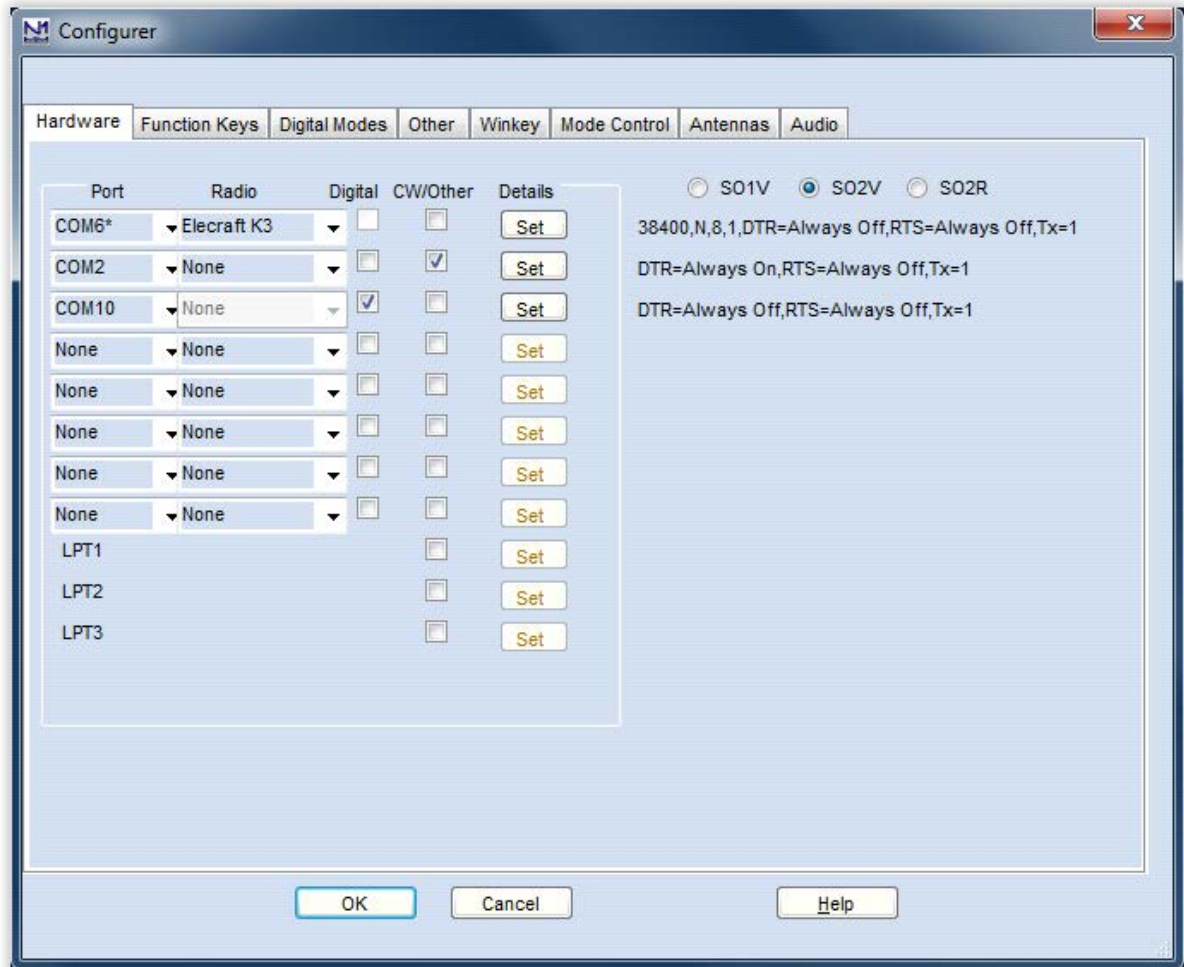 N1 Configurer X
Hardware Function Keys Digital Modes Other Winkey Mode Control Antennas Audio
Port Radio Digital CW/Other Details SO1V SO2V SO2R
COM6* Elecraft K3 Set 38400,N,8,1,DTR=Always Off,RTS=Always Off,Tx=1
COM2 None Set DTR=Always On,RTS=Always Off,Tx=1
COM10 None Set DTR=Always Off,RTS=Always Off,Tx=1
None None Set
None None Set
None None Set
None None Set
None None Set
LPT1 Set
LPT2 Set
LPT3 Set
OK Cancel Help